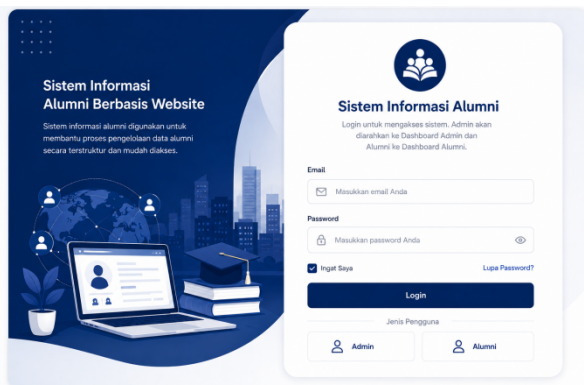 Sistem Informasi
Alumni Berbasis Website
Sistem informasi alumni digunakan untuk
membantu proses pengelolaan data alumni
secara terstruktur dan mudah diakses.
Sistem Informasi Alumni
Login untuk mengakses sistem. Admin akan
diarahkan ke Dashboard Admin dan
Alumni ke Dashboard Alumni.
Email
Masukkan email Anda
Password
Masukkan password Anda
Ingat Saya
Lupa Password?
Login
Jenis Pengguna
Admin
Alumni